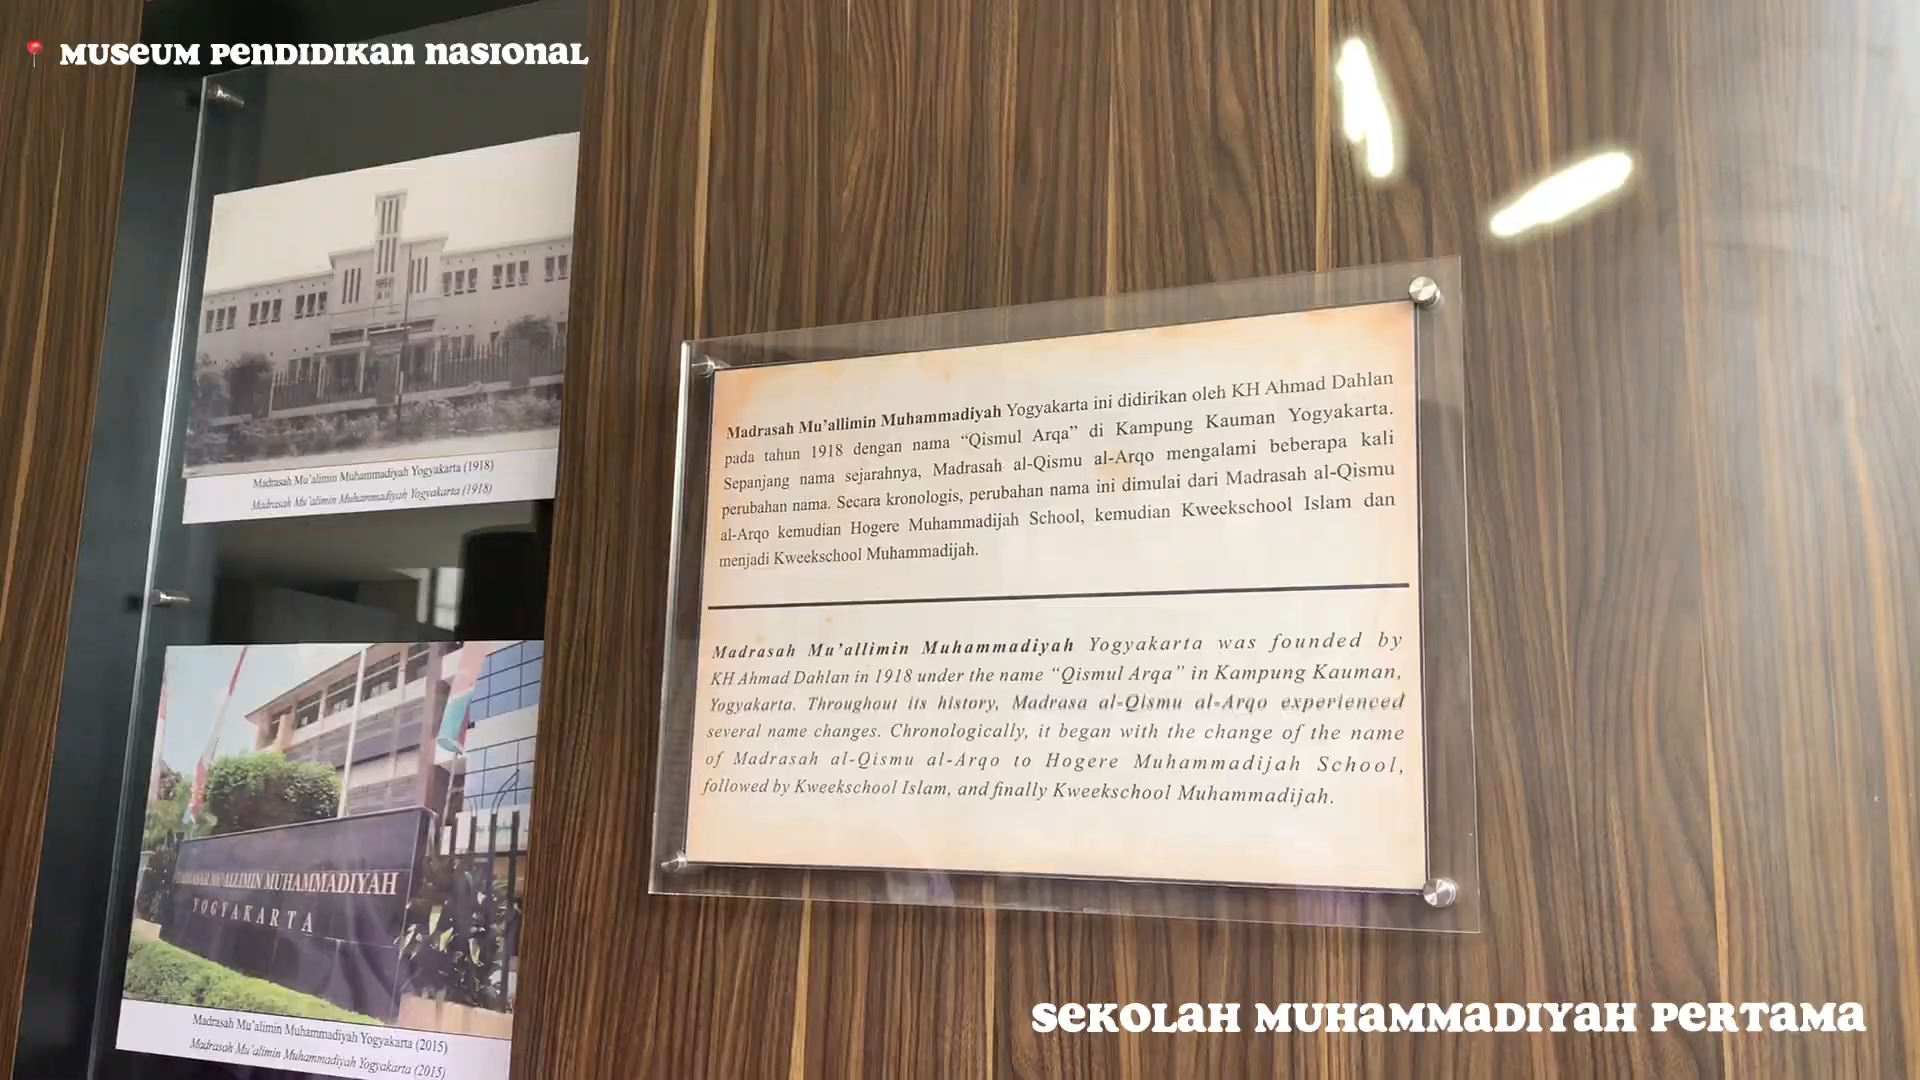 MUSEUM PENDIDIKAN NASIONAL
Madrasah Mu'alimin Muhammadiyah Yogyakarta (1918)
Madrasah Mu'alimin Muhammadiyah Yogyakarta (1918)
MADRASAH MU'ALLIMIN MUHAMMADIYAH
YOGYAKARTA
Madrasah Mu'alimin Muhammadiyah Yogyakarta (2015)
Madrasah Mu'alimin Muhammadiyah Yogyakarta (2015)
Madrasah Mu'allimin Muhammadiyah Yogyakarta ini didirikan oleh KH Ahmad Dahlan
pada tahun 1918 dengan nama “Qismul Arqa” di Kampung Kauman Yogyakarta.
Sepanjang nama sejarahnya, Madrasah al-Qismu al-Arqo mengalami beberapa kali
perubahan nama. Secara kronologis, perubahan nama ini dimulai dari Madrasah al-Qismu
al-Arqo kemudian Hogere Muhammadijah School, kemudian Kweekschool Islam dan
menjadi Kweekschool Muhammadijah.
Madrasah Mu'allimin Muhammadiyah Yogyakarta was founded by
KH Ahmad Dahlan in 1918 under the name “Qismul Arqa” in Kampung Kauman,
Yogyakarta. Throughout its history, Madrasa al-Qismu al-Arqo experienced
several name changes. Chronologically, it began with the change of the name
of Madrasah al-Qismu al-Arqo to Hogere Muhammadijah School,
followed by Kweekschool Islam, and finally Kweekschool Muhammadijah.
SEKOLAH MUHAMMADIYAH PERTAMA